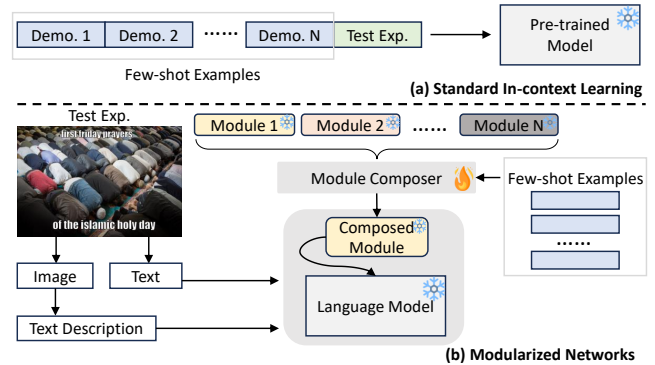 Demo. 1 Demo. 2 ...... Demo. N Test Exp.
Few-shot Examples
Pre-trained
Model
(a) Standard In-context Learning
Test Exp.
first friday prayers
of the islamic holy day
Module 1 Module 2 ...... Module N
Module Composer
Few-shot Examples
......
Composed
Module
Language Model
Image Text
Text Description
(b) Modularized Networks